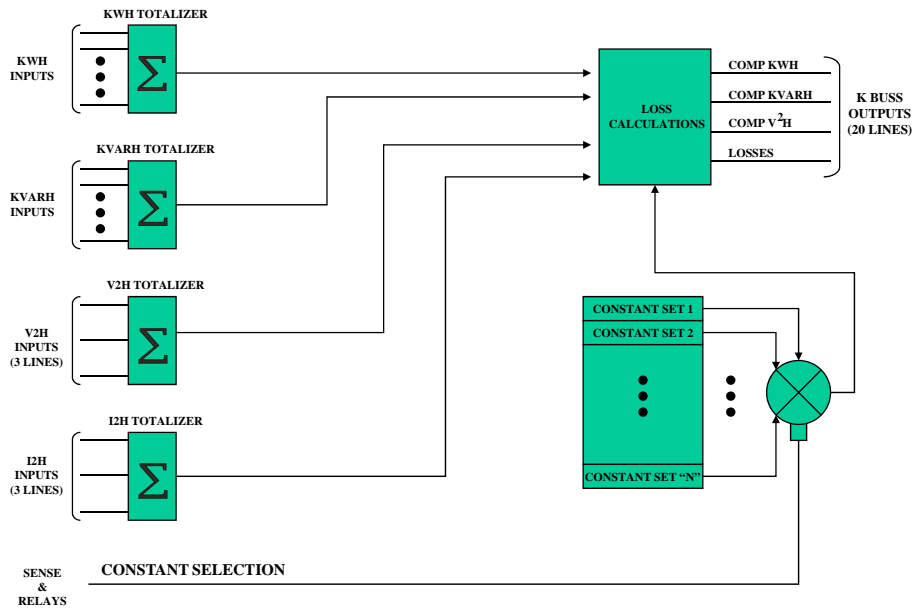 KWH TOTALIZER
KWH
INPUTS
Σ
KVARH TOTALIZER
KVARH
INPUTS
Σ
V2H TOTALIZER
V2H
INPUTS
(3 LINES)
Σ
I2H TOTALIZER
I2H
INPUTS
(3 LINES)
Σ
SENSE
&
RELAYS
CONSTANT SELECTION
LOSS
CALCULATIONS
COMP KWH
COMP KVARH
COMP V²H
LOSSES
K BUSS
OUTPUTS
(20 LINES)
CONSTANT SET 1
CONSTANT SET 2
CONSTANT SET “N”